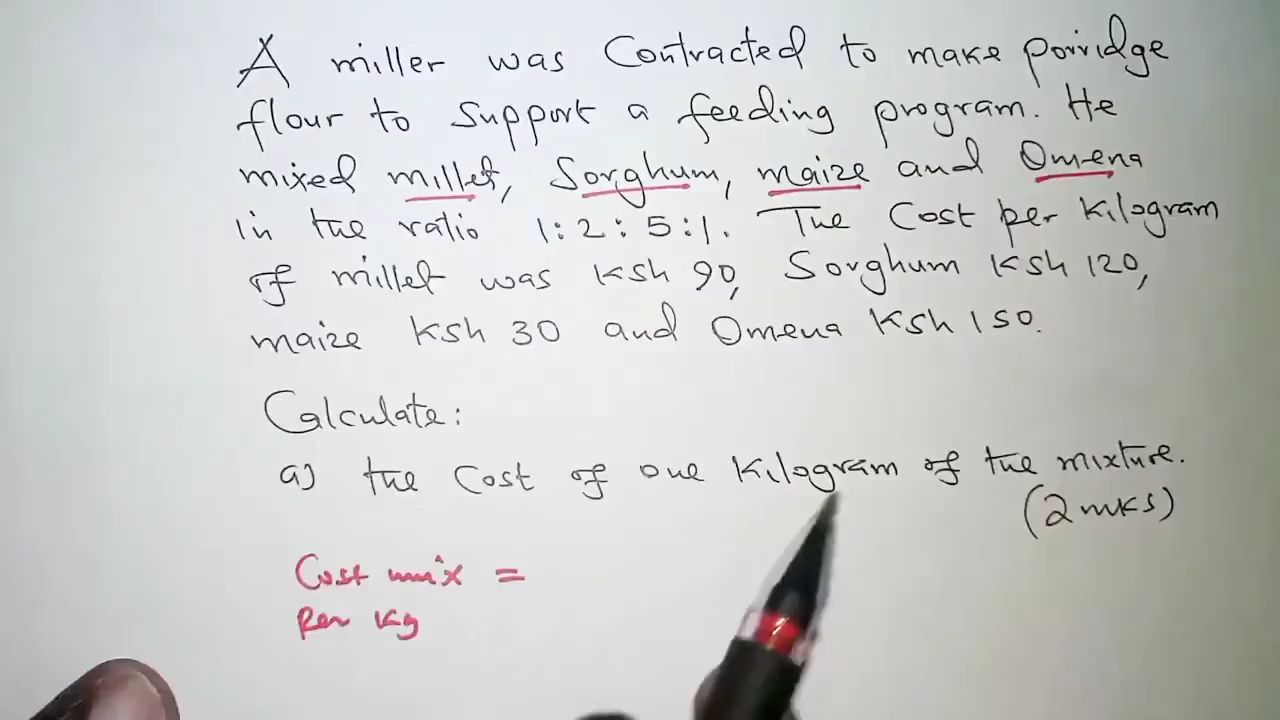 A miller was Contracted to make porridge
flour to support a feeding program. He
mixed millet, Sorghum, maize and Omena
in the ratio 1:2:5:1. The Cost per Kilogram
of millet was Ksh 90, Sorghum Ksh 120,
maize Ksh 30 and Omena Ksh 150.
Calculate:
a) the Cost of one Kilogram of the mixture.
(2mks)
Cost mix =
Per Kg